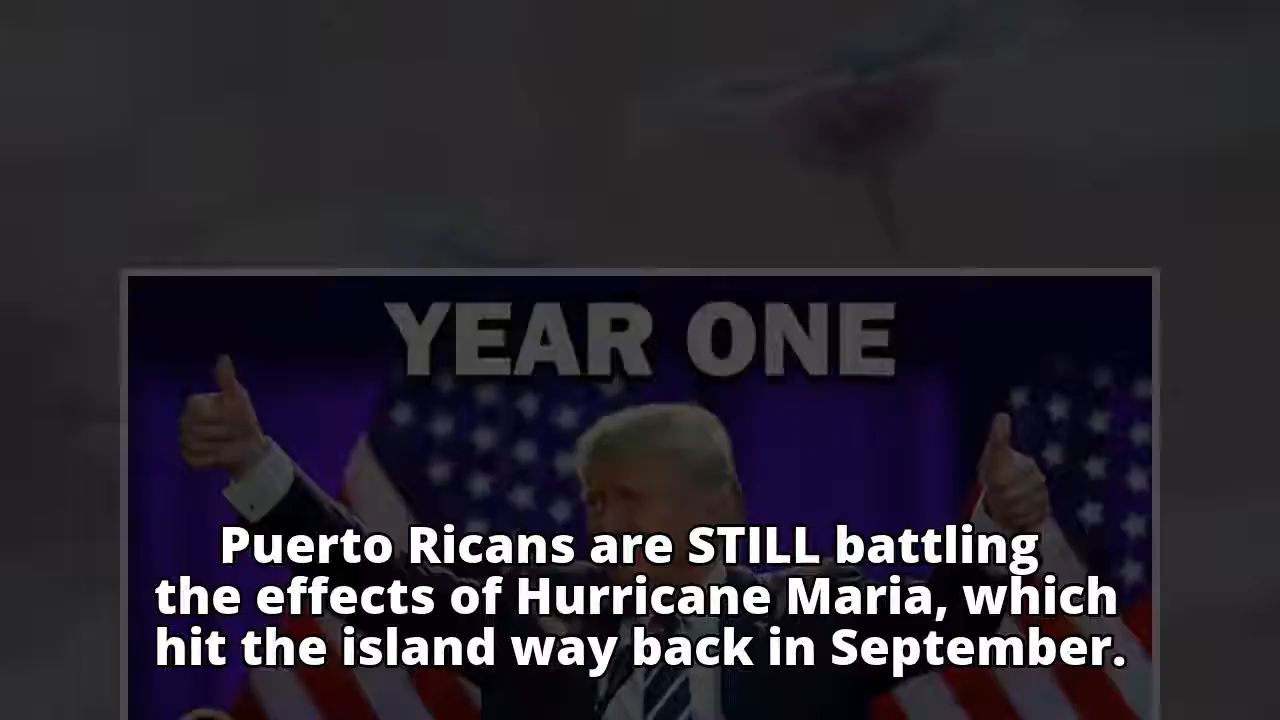 YEAR ONE
Puerto Ricans are STILL battling
the effects of Hurricane Maria, which
hit the island way back in September.